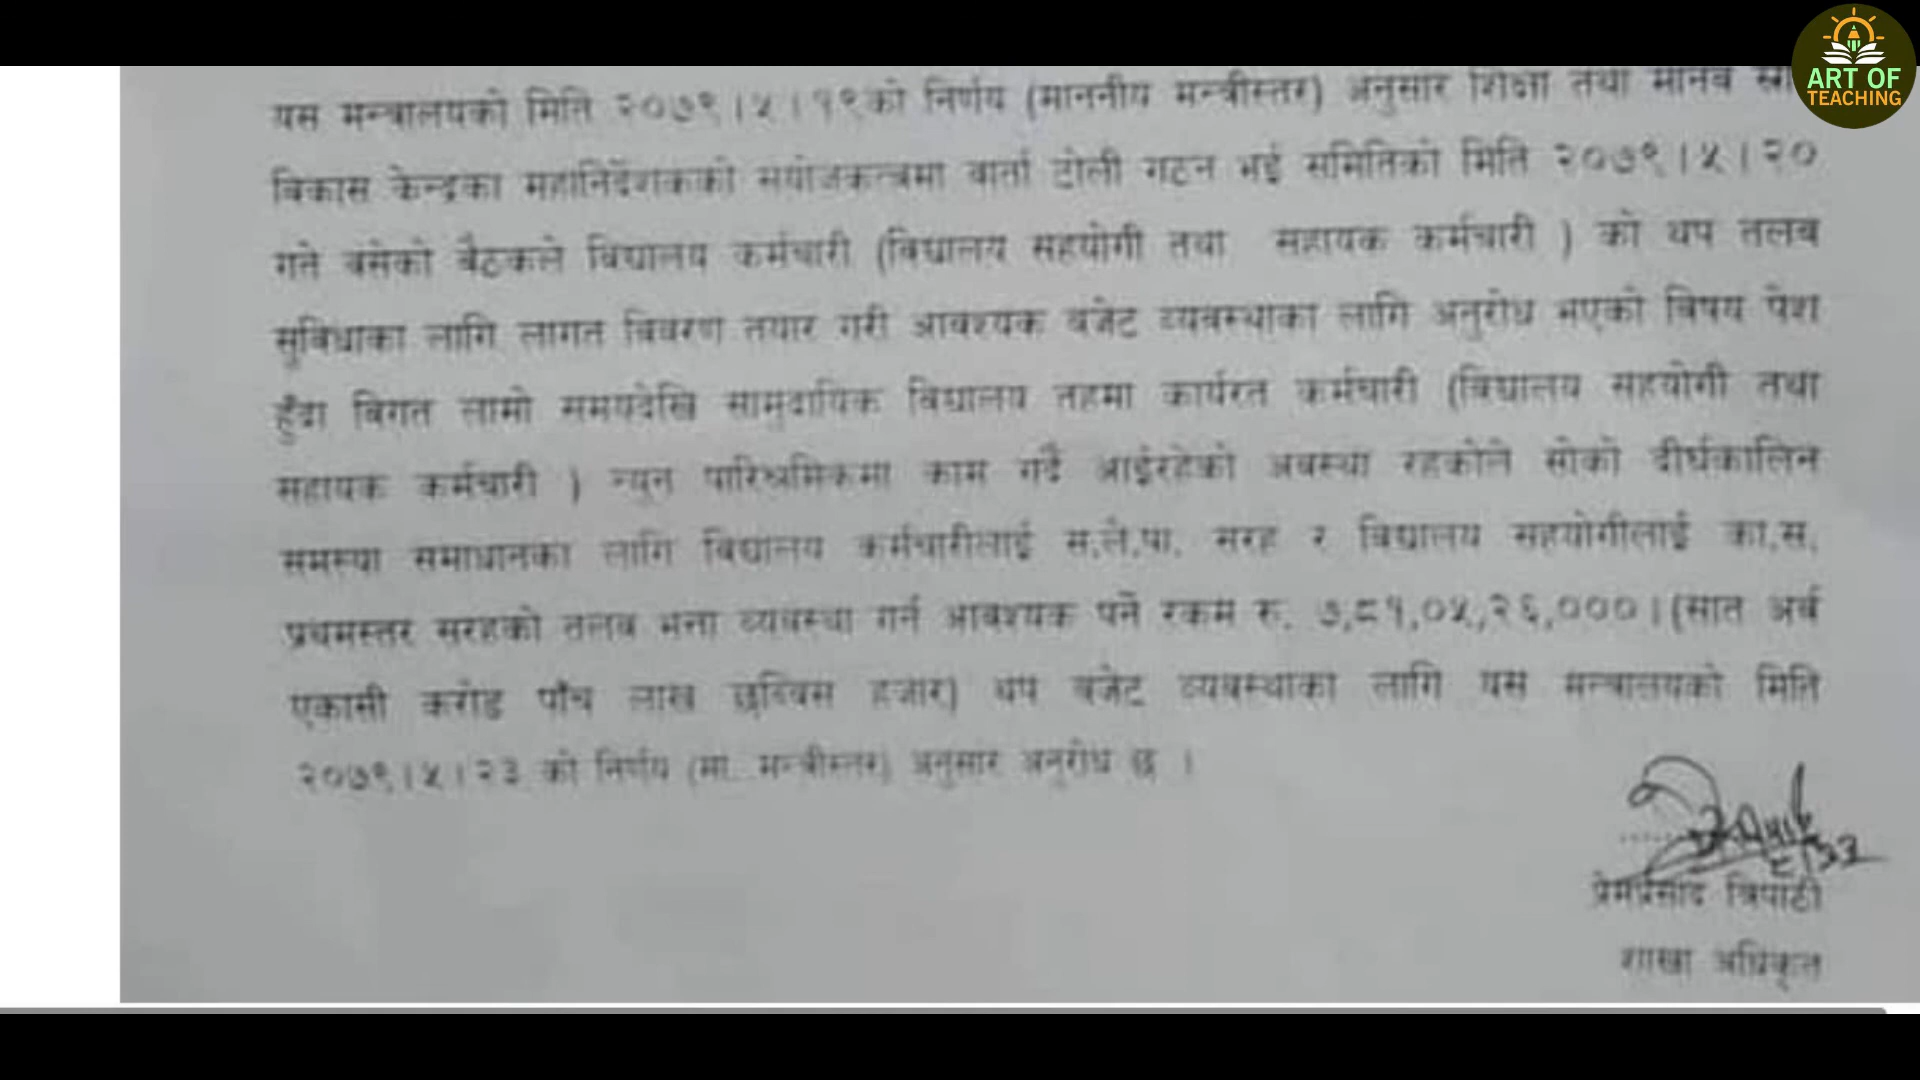 यस मन्त्रालयको मिति २०७९।५।१९को निर्णय (माननीय मन्त्रीस्तर) अनुसार शिक्षा तथा मानव
ART OF
TEACHING
विकास केन्द्रका महानिर्देशकको संयोजकत्वमा वार्ता टोली गठन भई समितिको मिति २०७९।५।२०
गते बसेको बैठकले विद्यालय कर्मचारी (विद्यालय सहयोगी तथा सहायक कर्मचारी ) को थप तलब
सुविधाका लागि लागत विवरण तयार गरी आवश्यक बजेट व्यवस्थाका लागि अनुरोध भएको विषय पेश
हुँदा विगत लामो समयदेखि सामुदायिक विद्यालय तहमा कार्यरत कर्मचारी (विद्यालय सहयोगी तथा
सहायक कर्मचारी ) न्युन पारिश्रमिकमा काम गर्दै आईरहेको अवस्था रहकोले सोको दीर्घकालिन
समस्या समाधानका लागि विद्यालय कर्मचारीलाई स.ले.पा. सरह र विद्यालय सहयोगीलाई का.स.
प्रथमस्तर सरहको तलब भत्ता व्यवस्था गर्न आवश्यक पर्ने रकम रु. ७,८१,०५,२६,०००।(सात अर्ब
एकासी करोड पाँच लाख छब्बिस हजार) थप बजेट व्यवस्थाका लागि यस मन्त्रालयको मिति
२०७९।५।२३ को निर्णय (मा. मन्त्रीस्तर) अनुसार अनुरोध छ ।
प्रेमप्रसाद त्रिपाठी
शाखा अधिकृत